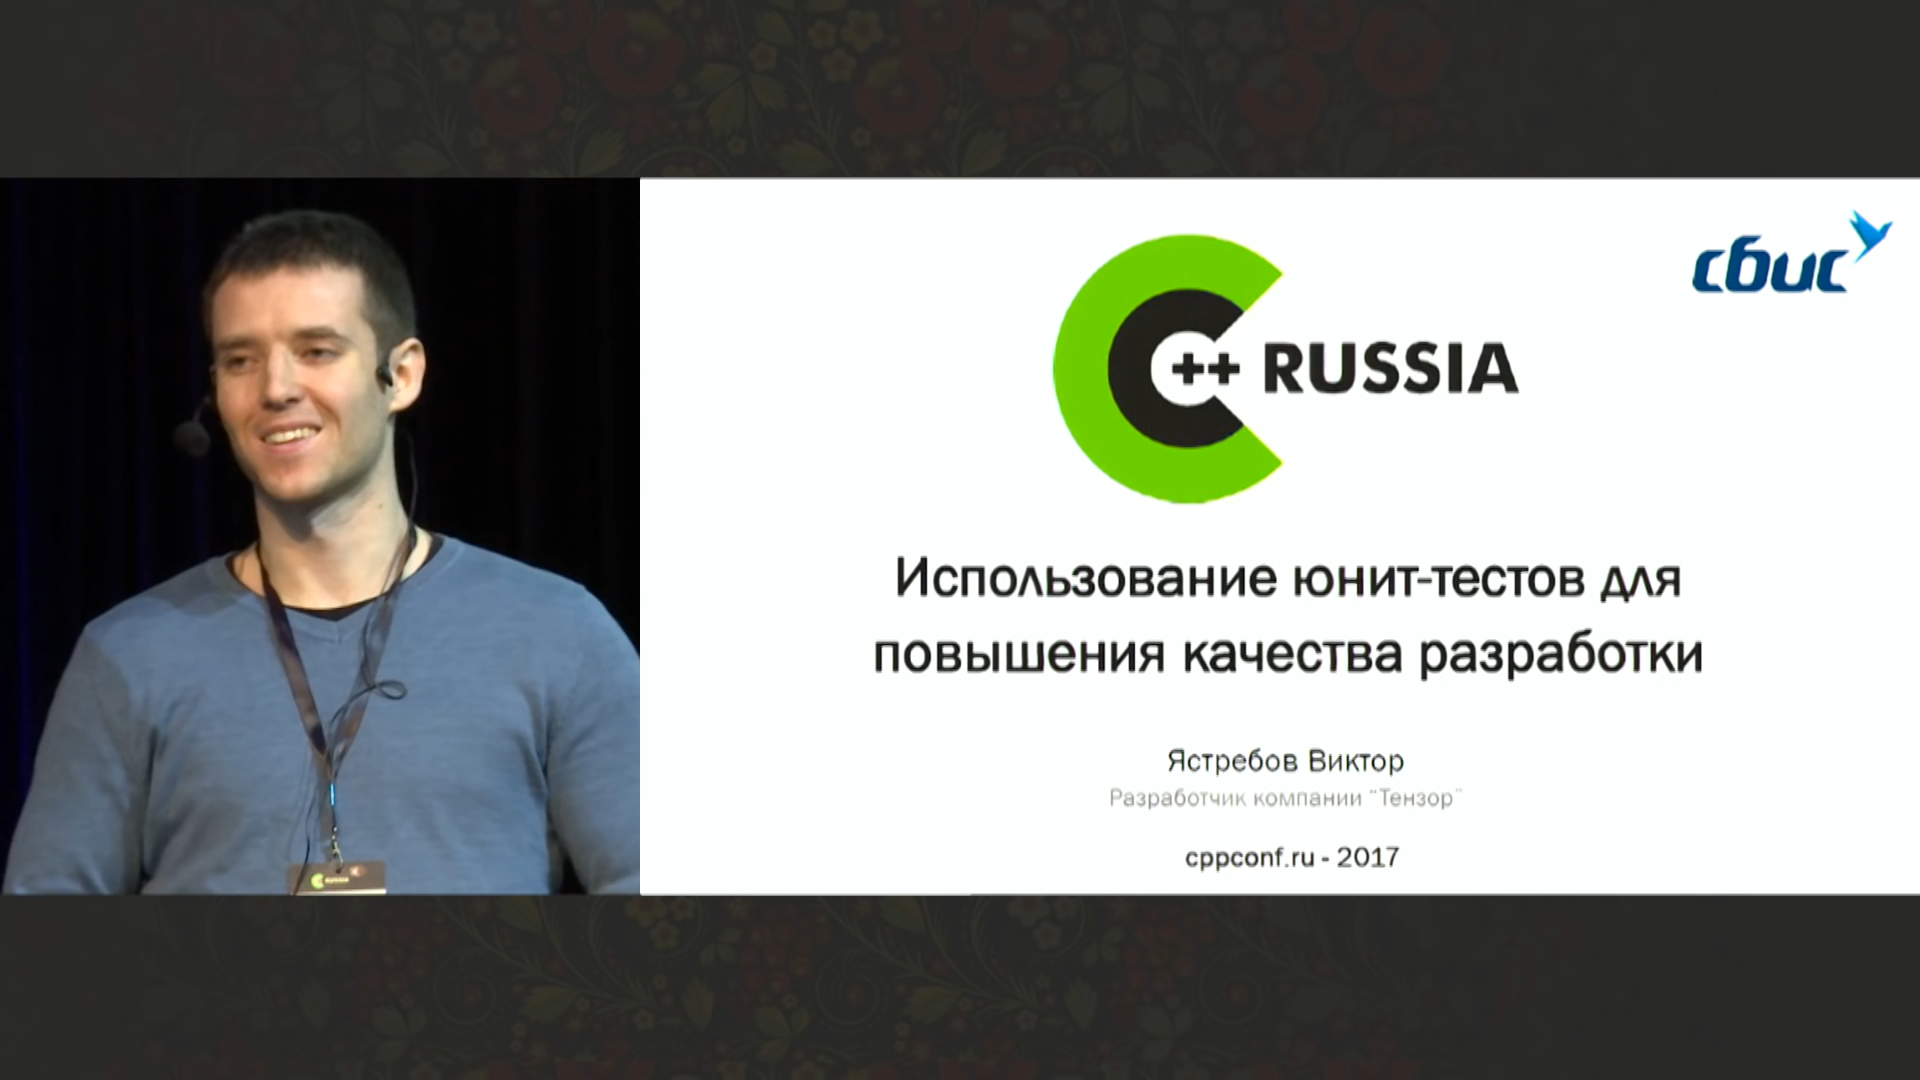 сбис
C++ RUSSIA
Использование юнит-тестов для
повышения качества разработки
Ястребов Виктор
Разработчик компании “Тензор”
cppconf.ru - 2017